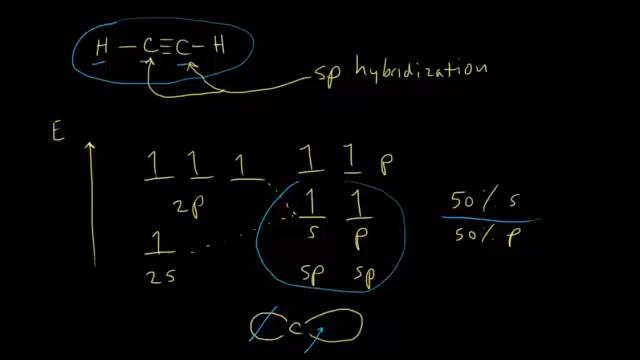 H — C ≡ C — H
sp hybridization
E
1 1 1 1 1 p
2p
1 1
s p
50% s
50% p
1
2s
sp sp
C